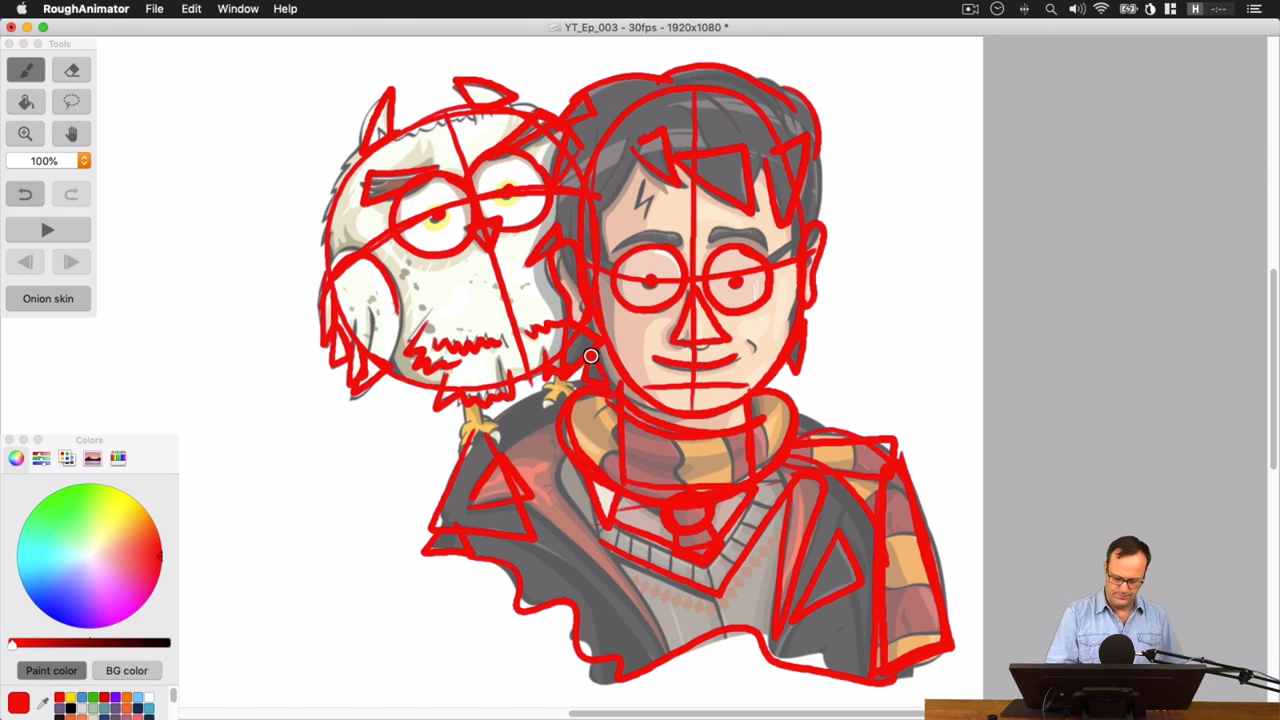 RoughAnimator File Edit Window Help H --:--
YT_Ep_003 - 30fps - 1920x1080 *
Tools
100%
Onion skin
Colors
Paint color BG color